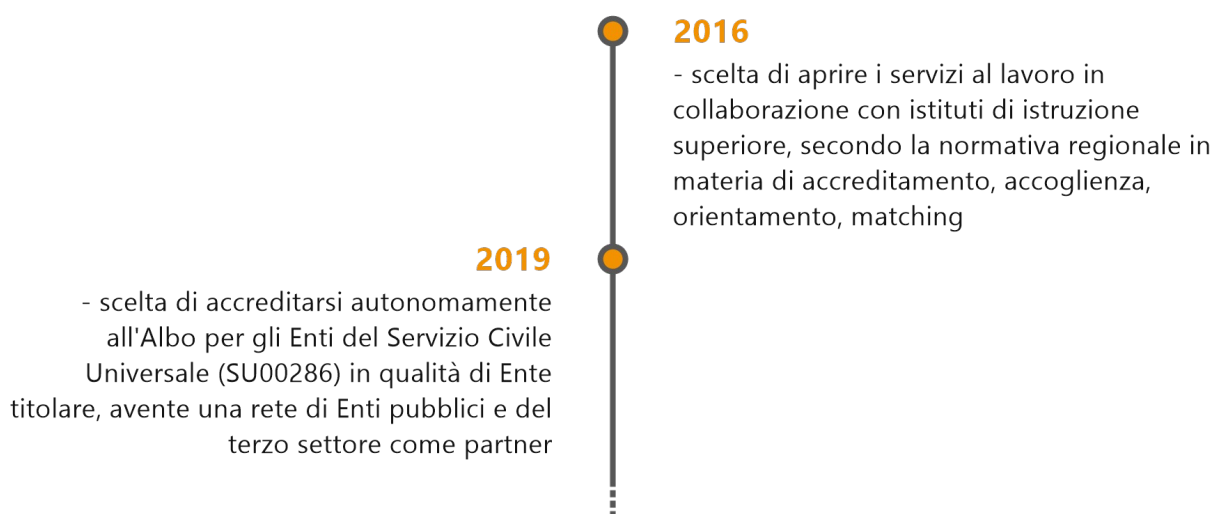 2016
- scelta di aprire i servizi al lavoro in
collaborazione con istituti di istruzione
superiore, secondo la normativa regionale in
materia di accreditamento, accoglienza,
orientamento, matching
2019
- scelta di accreditarsi autonomamente
all'Albo per gli Enti del Servizio Civile
Universale (SU00286) in qualità di Ente
titolare, avente una rete di Enti pubblici e del
terzo settore come partner